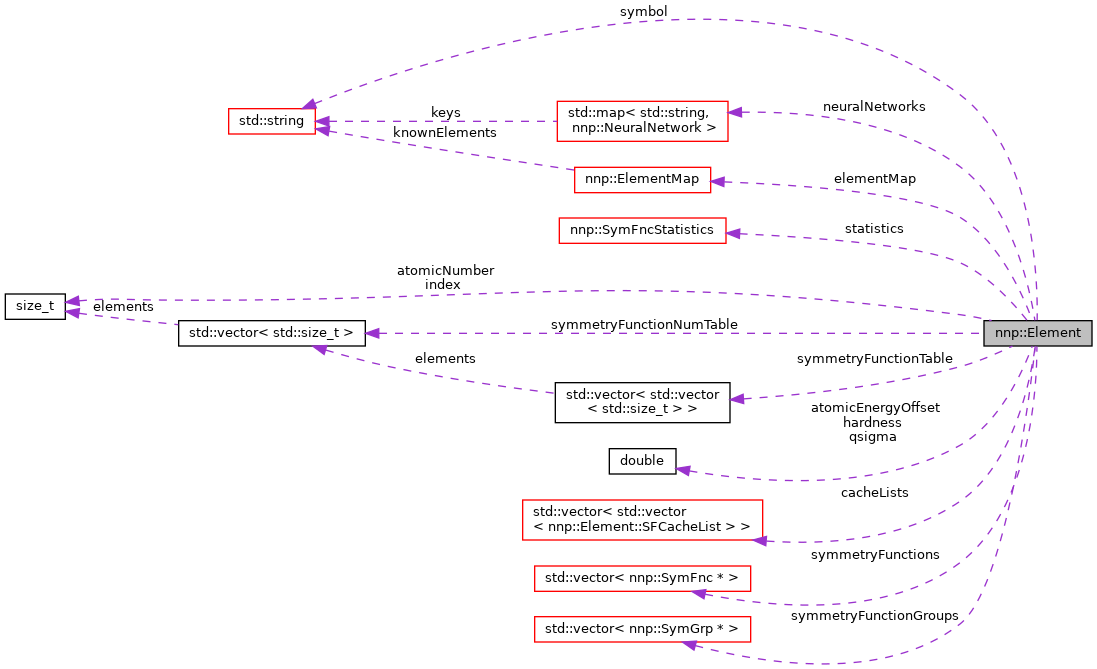 symbol
neuralNetworks
std::map< std::string,
nnp::NeuralNetwork >
keys
std::string
knownElements
nnp::ElementMap
elementMap
nnp::SymFncStatistics
statistics
atomicNumber
index
size_t
elements
std::vector< std::size_t >
symmetryFunctionNumTable
nnp::Element
elements
symmetryFunctionTable
std::vector< std::vector
< std::size_t > >
atomicEnergyOffset
hardness
qsigma
double
cacheLists
std::vector< std::vector
< nnp::Element::SFCacheList > >
symmetryFunctions
std::vector< nnp::SymFnc * >
symmetryFunctionGroups
std::vector< nnp::SymGrp * >